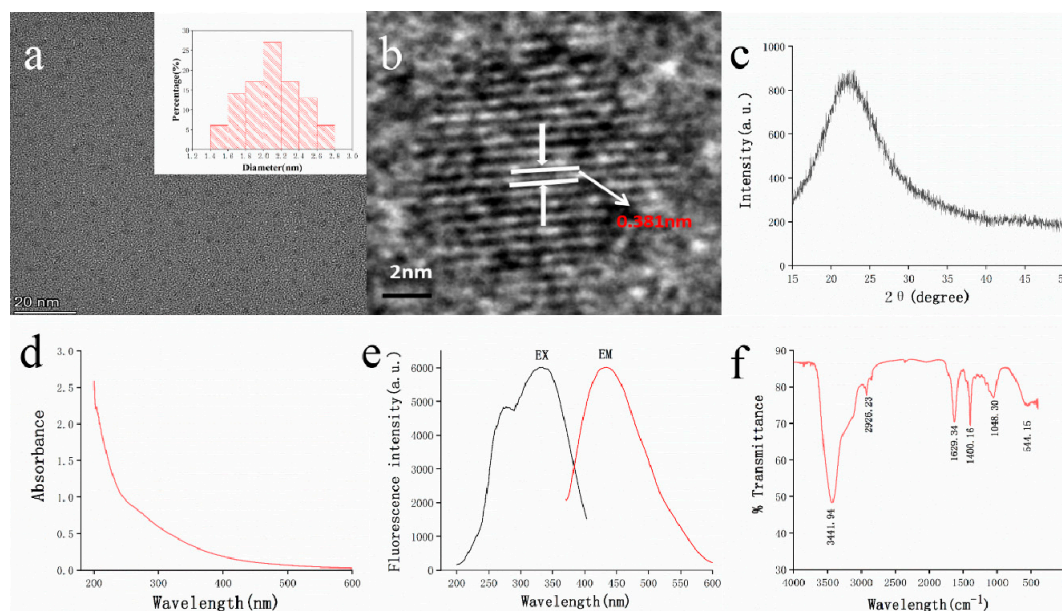 a
Percentage(%)
30
25
20
15
10
5
0
1.2 1.4 1.6 1.8 2.0 2.2 2.4 2.6 2.8 3.0
Diameter(nm)
20 nm
b
0.381nm
2nm
c
Intensity(a.u.)
1000
800
600
400
200
0
15 20 25 30 35 40 45 50
2θ(degree)
d
Absorbance
3.0
2.5
2.0
1.5
1.0
0.5
0.0
200 300 400 500 600
Wavelength(nm)
e
EX EM
Fluorescence intensity(a.u.)
6000
5000
4000
3000
2000
1000
0
200 250 300 350 400 450 500 550 600
Wavelength(nm)
f
% Transmittance
90
80
70
60
50
40
30
3441.94
2926.23
1629.34
1400.16
1048.30
544.15
4000 3500 3000 2500 2000 1500 1000 500
Wavelength(cm⁻¹)